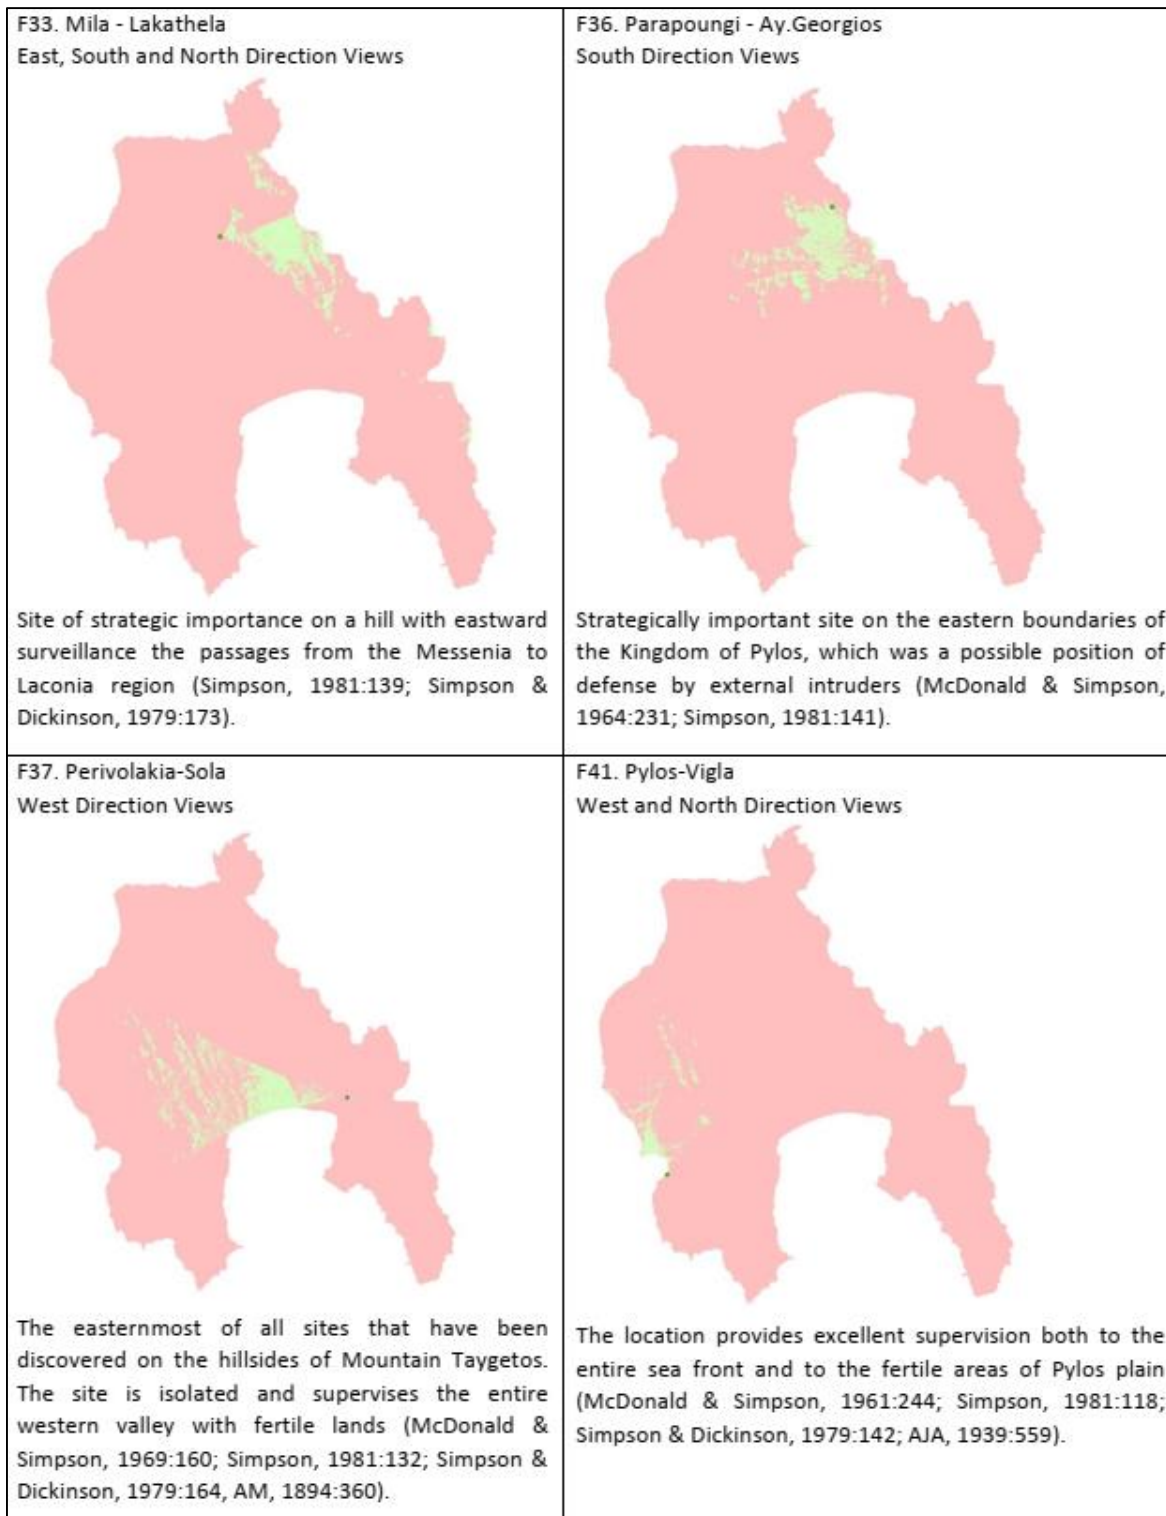 F33. Mila - Lakathela
East, South and North Direction Views
Site of strategic importance on a hill with eastward
surveillance the passages from the Messenia to
Laconia region (Simpson, 1981:139; Simpson &
Dickinson, 1979:173).
F36. Parapoungi - Ay.Georgios
South Direction Views
Strategically important site on the eastern boundaries of
the Kingdom of Pylos, which was a possible position of
defense by external intruders (McDonald & Simpson,
1964:231; Simpson, 1981:141).
F37. Perivolakia-Sola
West Direction Views
The easternmost of all sites that have been
discovered on the hillsides of Mountain Taygetos.
The site is isolated and supervises the entire
western valley with fertile lands (McDonald &
Simpson, 1969:160; Simpson, 1981:132; Simpson &
Dickinson, 1979:164, AM, 1894:360).
F41. Pylos-Vigla
West and North Direction Views
The location provides excellent supervision both to the
entire sea front and to the fertile areas of Pylos plain
(McDonald & Simpson, 1961:244; Simpson, 1981:118;
Simpson & Dickinson, 1979:142; AJA, 1939:559).